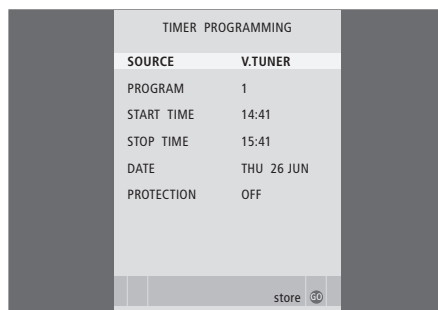 TIMER PROGRAMMING
SOURCE V.TUNER
PROGRAM 1
START TIME 14:41
STOP TIME 15:41
DATE THU 26 JUN
PROTECTION OFF
store GO